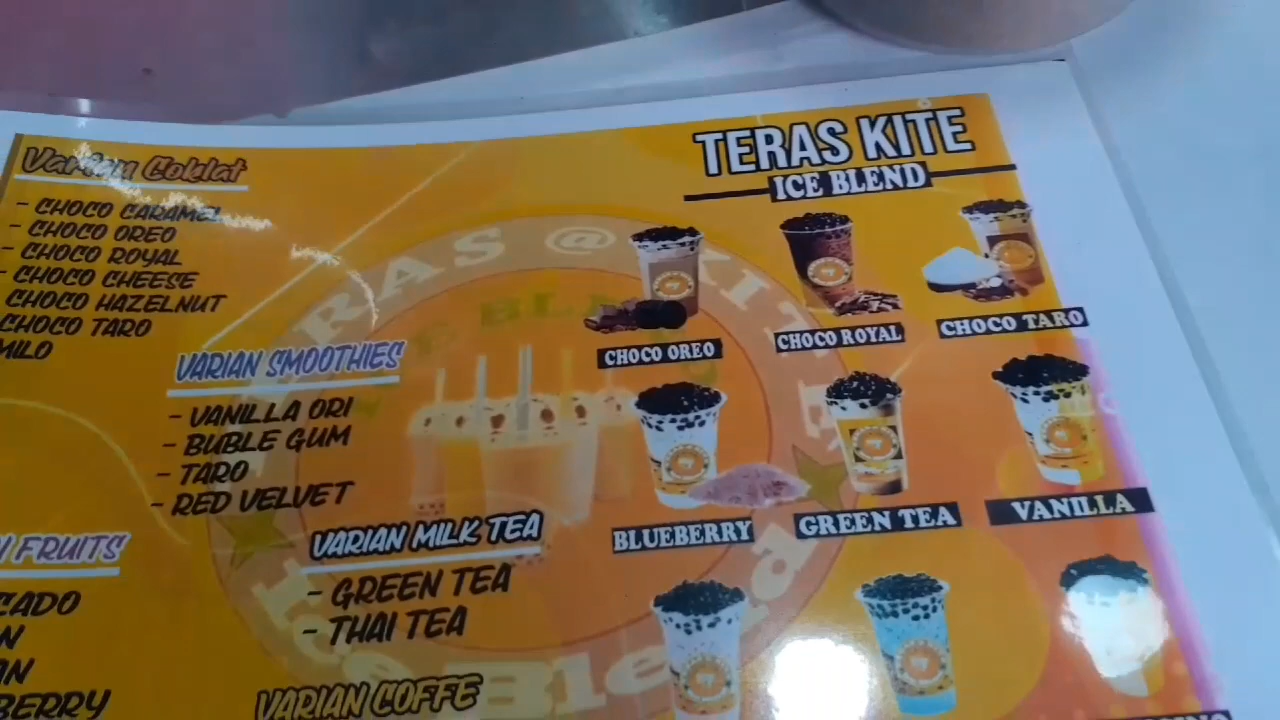 TERAS KITE
ICE BLEND
Varian Coklat
- CHOCO CARAMEL
- CHOCO OREO
- CHOCO ROYAL
- CHOCO CHEESE
CHOCO HAZELNUT
CHOCO TARO
MILO
VARIAN SMOOTHIES
- VANILLA ORI
- BUBLE GUM
- TARO
- RED VELVET
FRUITS
VARIAN MILK TEA
- GREEN TEA
- THAI TEA
VARIAN COFFE
CHOCO OREO
CHOCO ROYAL
CHOCO TARO
BLUEBERRY
GREEN TEA
VANILLA